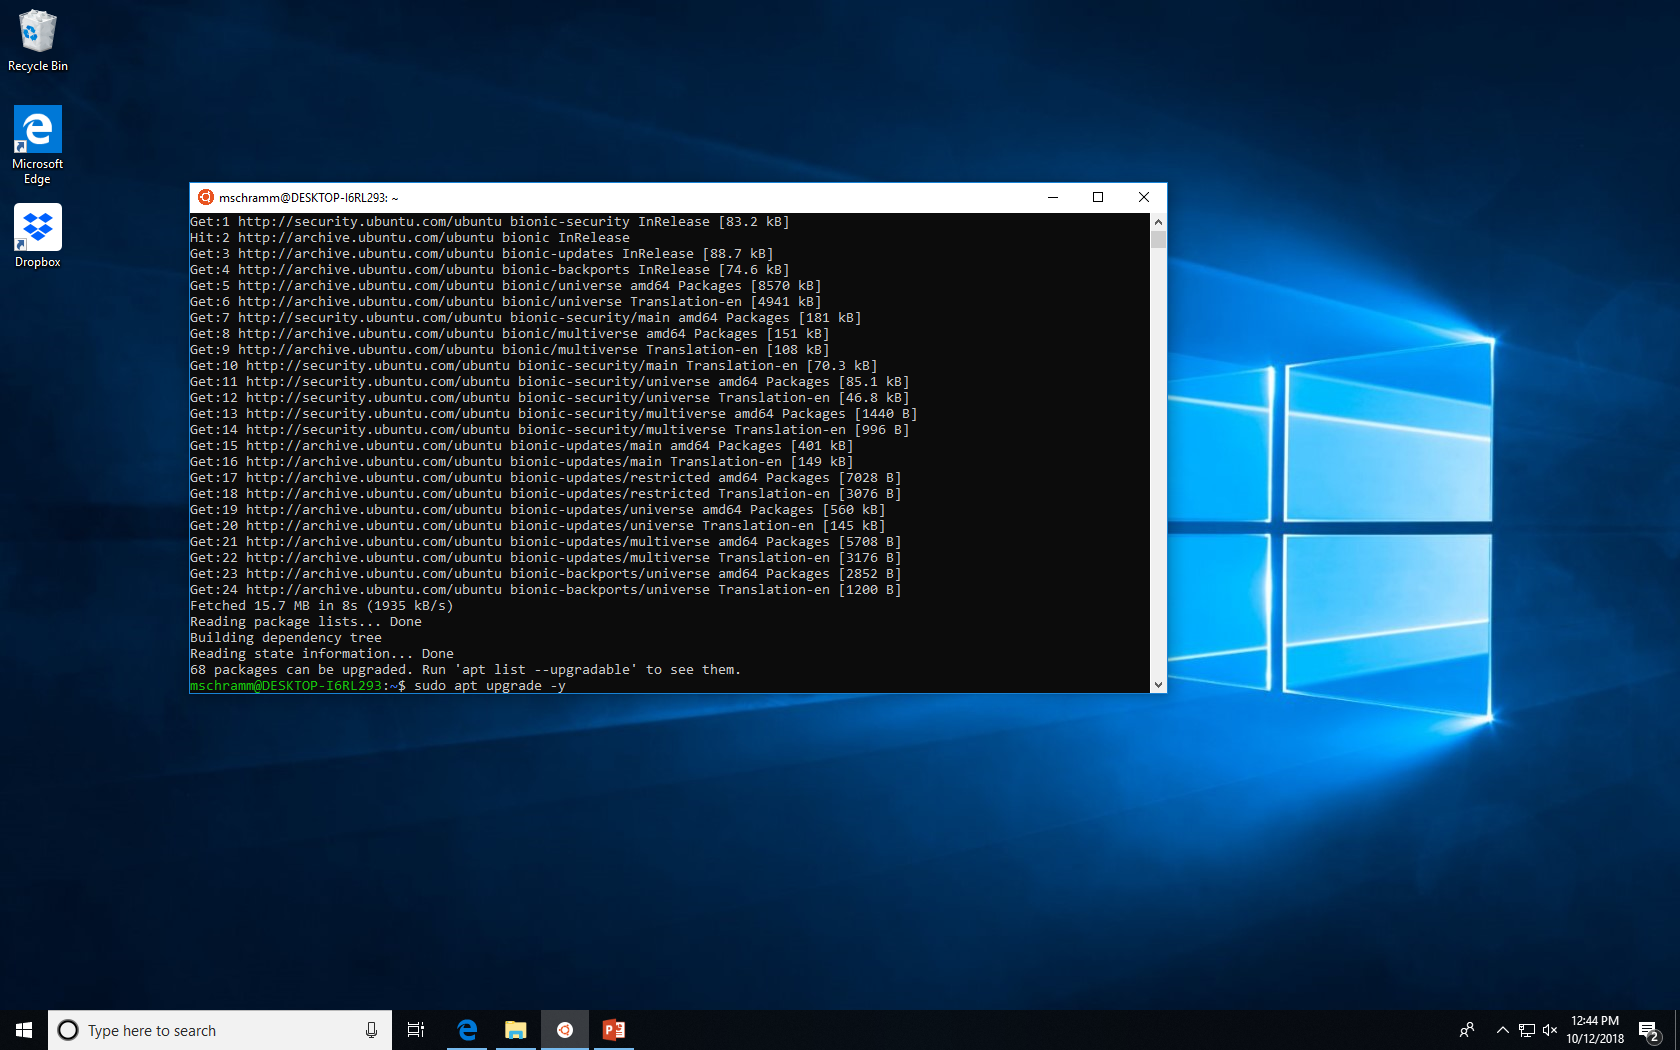 Recycle Bin
Microsoft
Edge
Dropbox
mschramm@DESKTOP-I6RL293: ~
Get:1 http://security.ubuntu.com/ubuntu bionic-security InRelease [83.2 kB]
Hit:2 http://archive.ubuntu.com/ubuntu bionic InRelease
Get:3 http://archive.ubuntu.com/ubuntu bionic-updates InRelease [88.7 kB]
Get:4 http://archive.ubuntu.com/ubuntu bionic-backports InRelease [74.6 kB]
Get:5 http://archive.ubuntu.com/ubuntu bionic/universe amd64 Packages [8570 kB]
Get:6 http://archive.ubuntu.com/ubuntu bionic/universe Translation-en [4941 kB]
Get:7 http://security.ubuntu.com/ubuntu bionic-security/main amd64 Packages [181 kB]
Get:8 http://archive.ubuntu.com/ubuntu bionic/multiverse amd64 Packages [151 kB]
Get:9 http://archive.ubuntu.com/ubuntu bionic/multiverse Translation-en [108 kB]
Get:10 http://security.ubuntu.com/ubuntu bionic-security/main Translation-en [70.3 kB]
Get:11 http://security.ubuntu.com/ubuntu bionic-security/universe amd64 Packages [85.1 kB]
Get:12 http://security.ubuntu.com/ubuntu bionic-security/universe Translation-en [46.8 kB]
Get:13 http://security.ubuntu.com/ubuntu bionic-security/multiverse amd64 Packages [1440 B]
Get:14 http://security.ubuntu.com/ubuntu bionic-security/multiverse Translation-en [996 B]
Get:15 http://archive.ubuntu.com/ubuntu bionic-updates/main amd64 Packages [401 kB]
Get:16 http://archive.ubuntu.com/ubuntu bionic-updates/main Translation-en [149 kB]
Get:17 http://archive.ubuntu.com/ubuntu bionic-updates/restricted amd64 Packages [7028 B]
Get:18 http://archive.ubuntu.com/ubuntu bionic-updates/restricted Translation-en [3076 B]
Get:19 http://archive.ubuntu.com/ubuntu bionic-updates/universe amd64 Packages [560 kB]
Get:20 http://archive.ubuntu.com/ubuntu bionic-updates/universe Translation-en [145 kB]
Get:21 http://archive.ubuntu.com/ubuntu bionic-updates/multiverse amd64 Packages [5708 B]
Get:22 http://archive.ubuntu.com/ubuntu bionic-updates/multiverse Translation-en [3176 B]
Get:23 http://archive.ubuntu.com/ubuntu bionic-backports/universe amd64 Packages [2852 B]
Get:24 http://archive.ubuntu.com/ubuntu bionic-backports/universe Translation-en [1200 B]
Fetched 15.7 MB in 8s (1935 kB/s)
Reading package lists... Done
Building dependency tree
Reading state information... Done
68 packages can be upgraded. Run 'apt list --upgradable' to see them.
mschramm@DESKTOP-I6RL293:~$ sudo apt upgrade -y
Type here to search
12:44 PM
10/12/2018
2